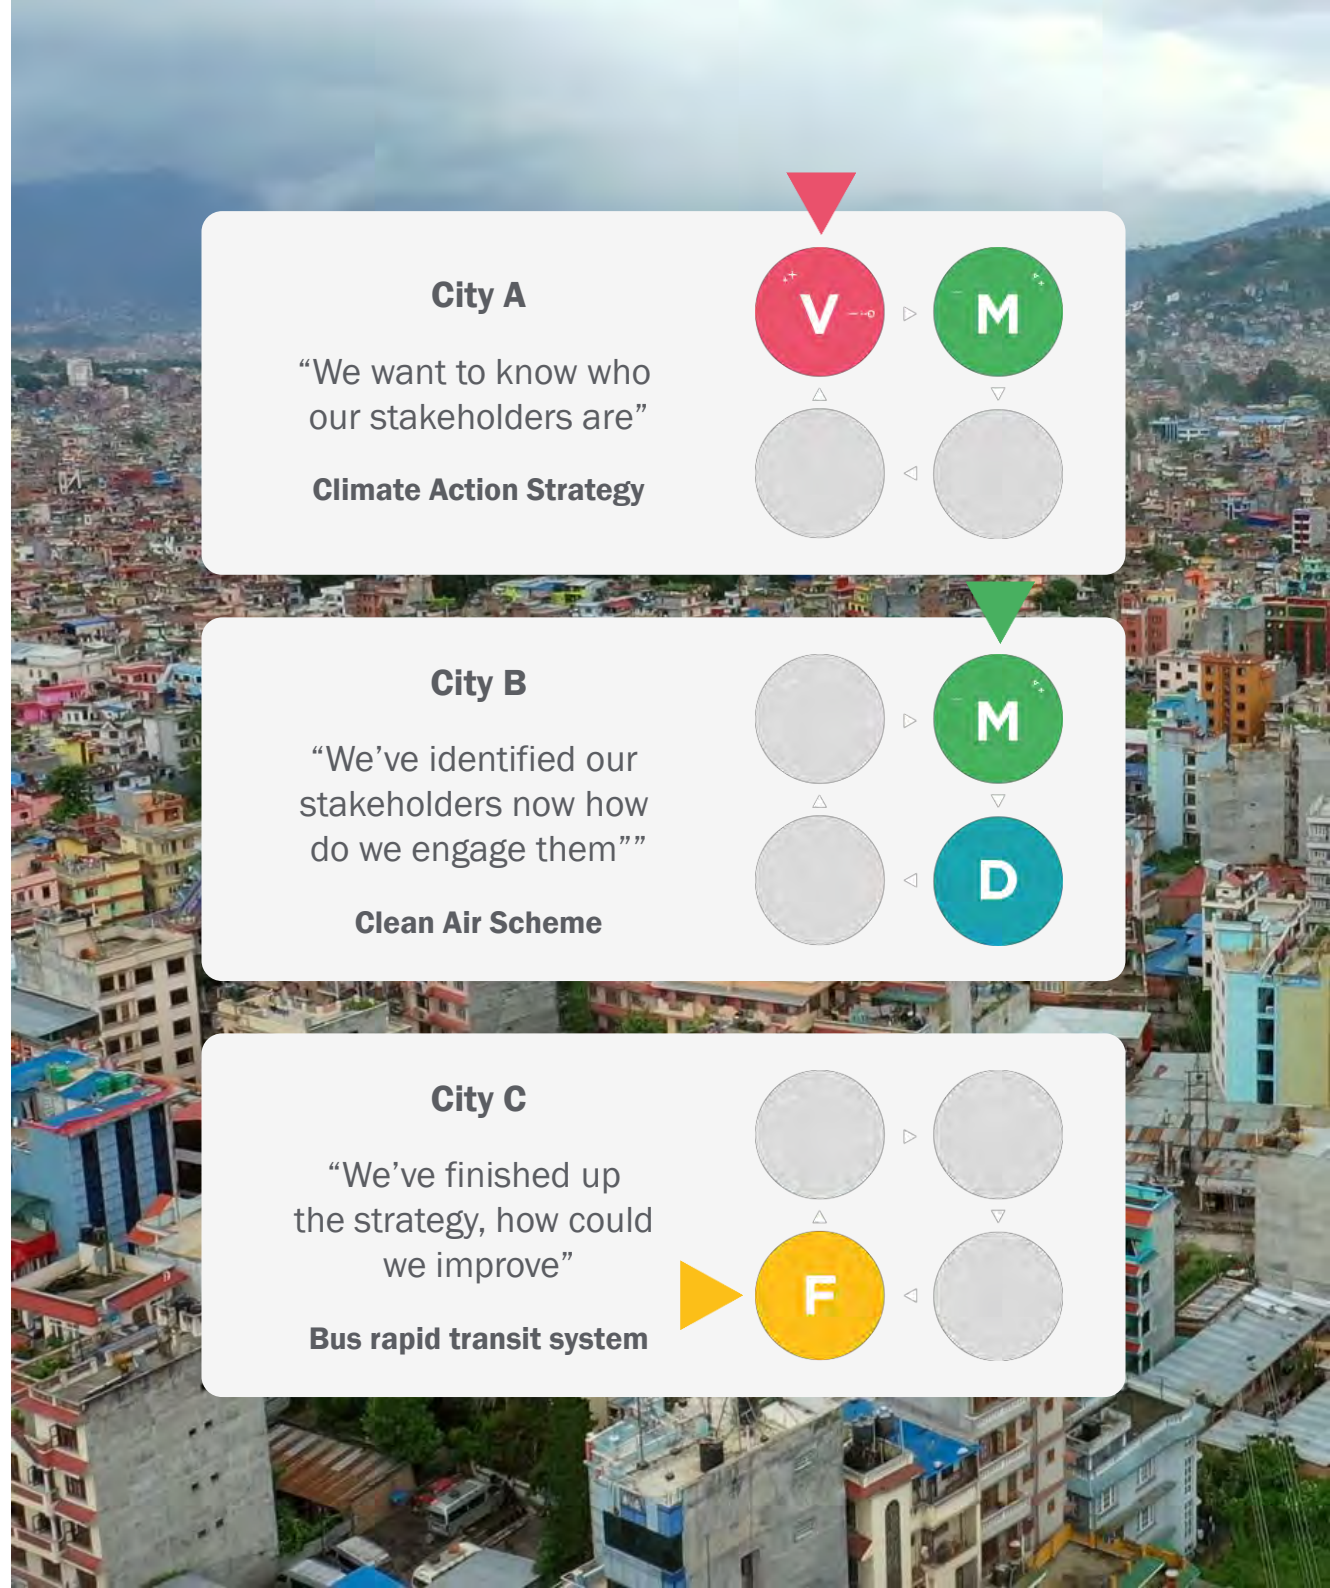 City A
“We want to know who
our stakeholders are”
Climate Action Strategy
V
M
City B
“We’ve identified our
stakeholders now how
do we engage them””
Clean Air Scheme
M
D
City C
“We’ve finished up
the strategy, how could
we improve”
Bus rapid transit system
F